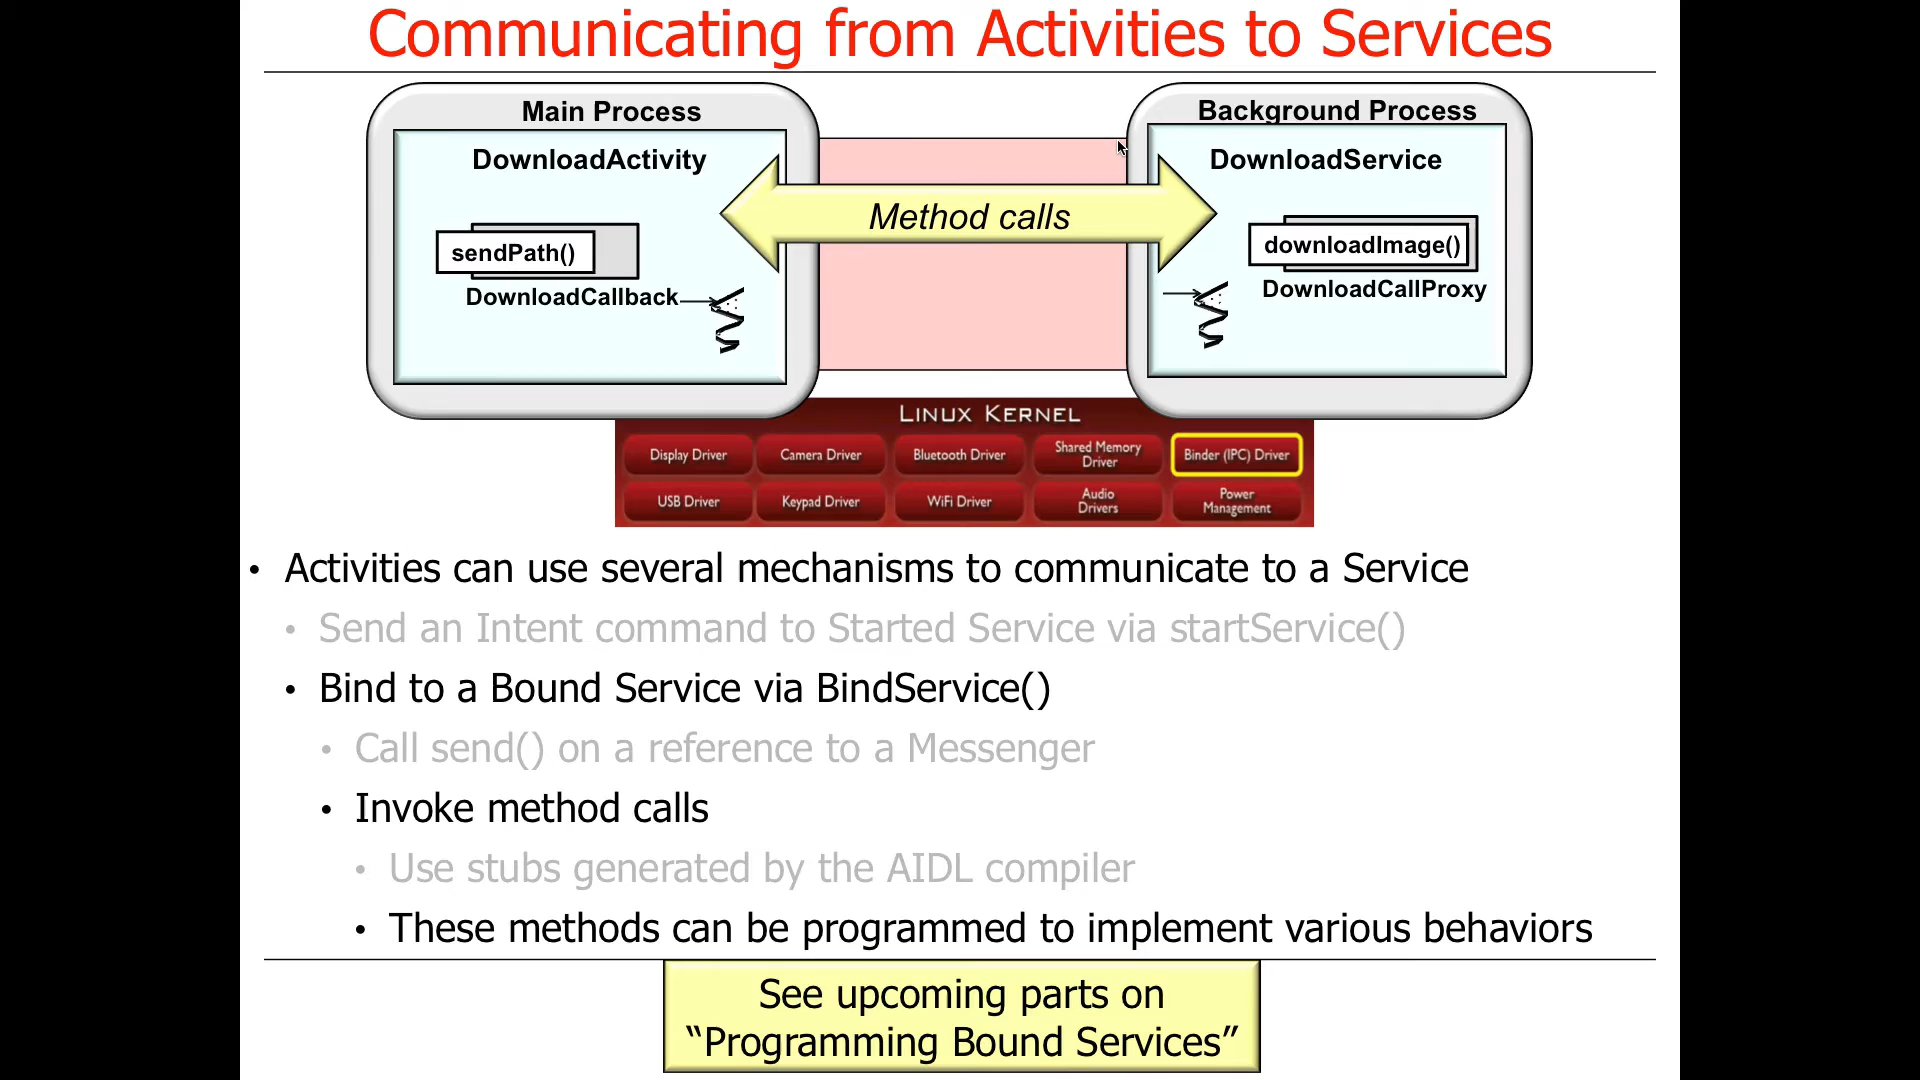 Communicating from Activities to Services
Main Process
Background Process
DownloadActivity
DownloadService
Method calls
sendPath()
downloadImage()
DownloadCallback
DownloadCallProxy
LINUX KERNEL
Display Driver
Camera Driver
Bluetooth Driver
Shared Memory
Driver
Binder (IPC) Driver
USB Driver
Keypad Driver
WiFi Driver
Audio
Drivers
Power
Management
• Activities can use several mechanisms to communicate to a Service
• Send an Intent command to Started Service via startService()
• Bind to a Bound Service via BindService()
• Call send() on a reference to a Messenger
• Invoke method calls
• Use stubs generated by the AIDL compiler
• These methods can be programmed to implement various behaviors
See upcoming parts on
“Programming Bound Services”